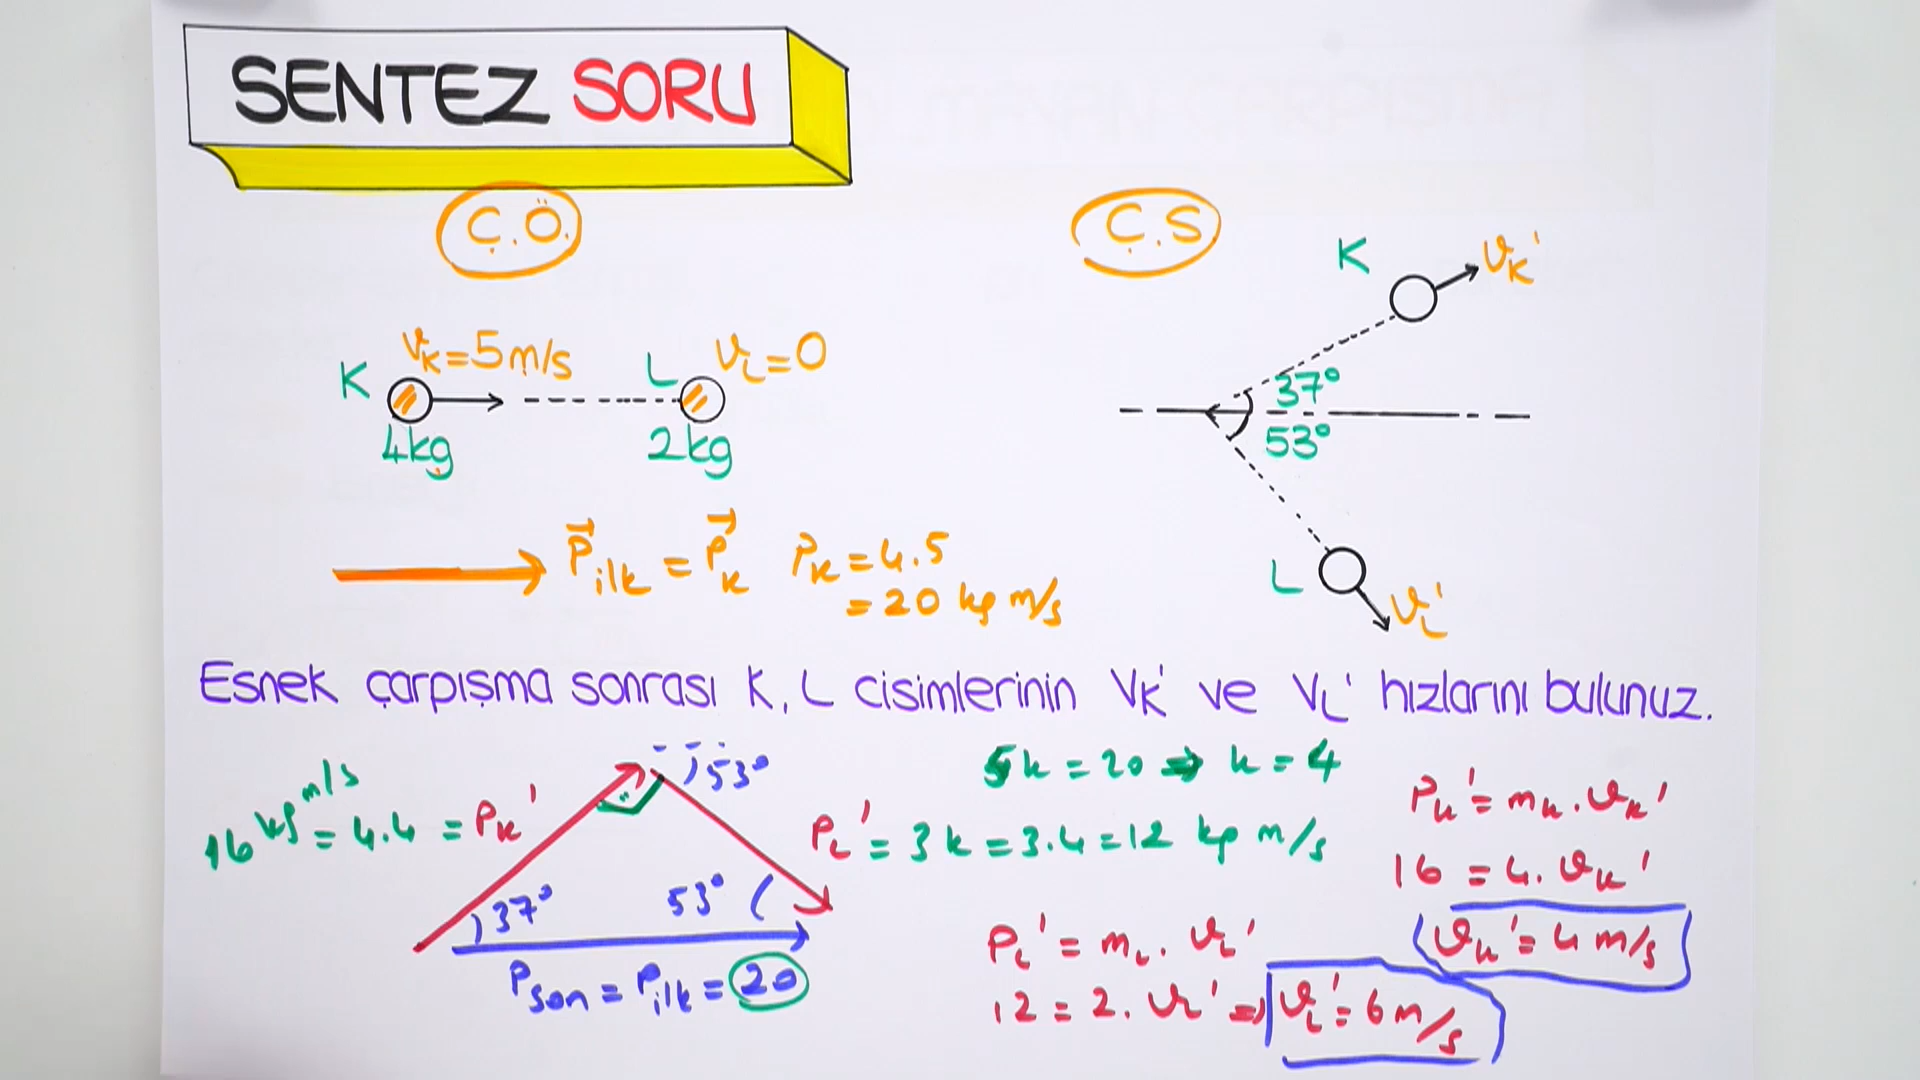 SENTEZ SORU
Ç.Ö.
Ç.S
K
vK = 5 m/s
L
vL = 0
4kg
2kg
K
vK'
37°
53°
L
vL'
P⃗ilk = P⃗K
PK = 4.5
= 20 kg m/s
Esnek çarpışma sonrası K, L cisimlerinin VK' ve VL' hızlarını bulunuz.
16 kg m/s = 4.4 = PK'
53°
37°
53°
Pson = Pilk = 20
5k = 20 ⇒ k = 4
PL' = 3k = 3.4 = 12 kg m/s
PK' = mK . vK'
16 = 4. vK'
vK' = 4 m/s
PL' = mL . vL'
12 = 2. vL' ⇒ vL' = 6 m/s